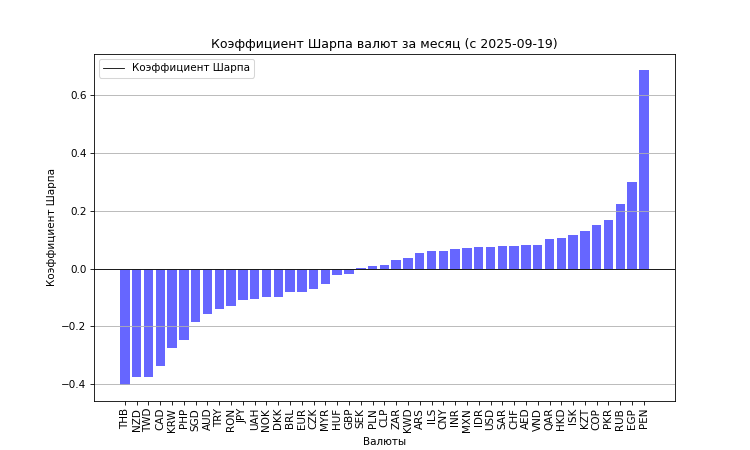 Коэффициент Шарпа валют за месяц (с 2025-09-19)
Коэффициент Шарпа
Коэффициент Шарпа
0.6
0.4
0.2
0.0
−0.2
−0.4
THB NZD TWD CAD KRW PHP SGD AUD TRY RON JPY UAH NOK DKK BRL EUR CZK MYR HUF GBP SEK PLN CLP ZAR KWD ARS ILS CNY INR MXN IDR USD SAR CHF AED VND QAR HKD ISK KZT COP PKR RUB EGP PEN
Валюты